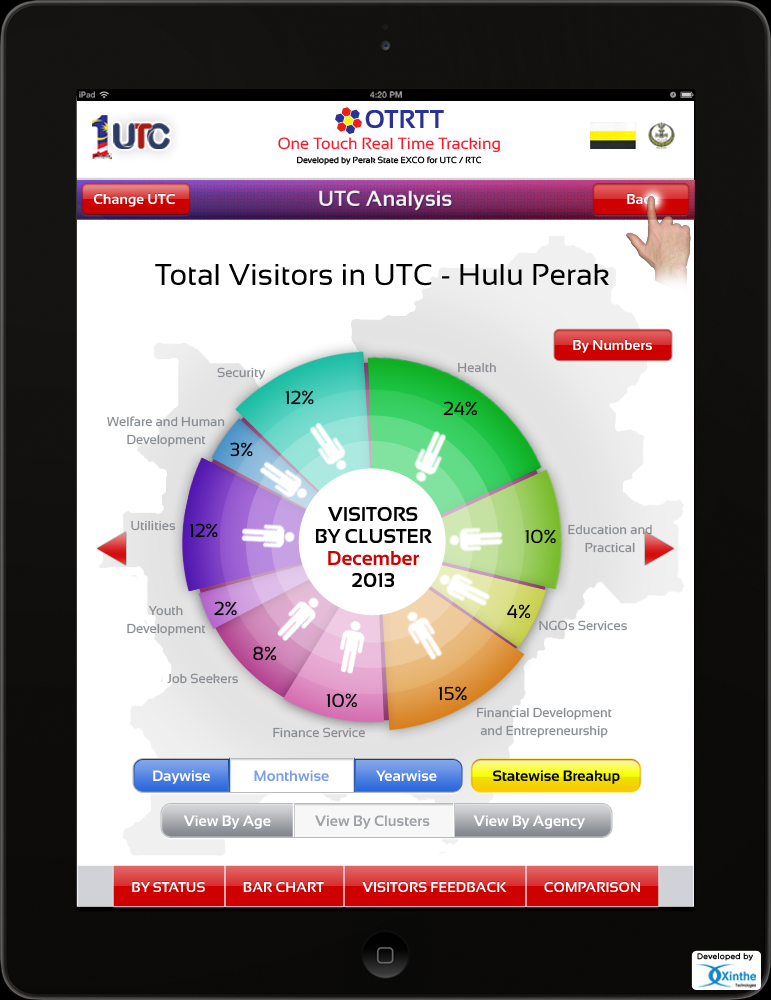 iPad
4:20 PM
1UTC
OTRTT
One Touch Real Time Tracking
Developed by Perak State EXCO for UTC / RTC
Change UTC
UTC Analysis
Total Visitors in UTC - Hulu Perak
By Numbers
Security
Health
12%
24%
Welfare and Human
Development
3%
VISITORS
BY CLUSTER
December
2013
Utilities
12%
10%
Education and
Practical
2%
4%
Youth
Development
NGOs Services
8%
Job Seekers
10%
15%
Finance Service
Financial Development
and Entrepreneurship
Daywise
Monthwise
Yearwise
Statewise Breakup
View By Age
View By Clusters
View By Agency
BY STATUS
BAR CHART
VISITORS FEEDBACK
COMPARISON
Developed by
Xinthe
Technologies